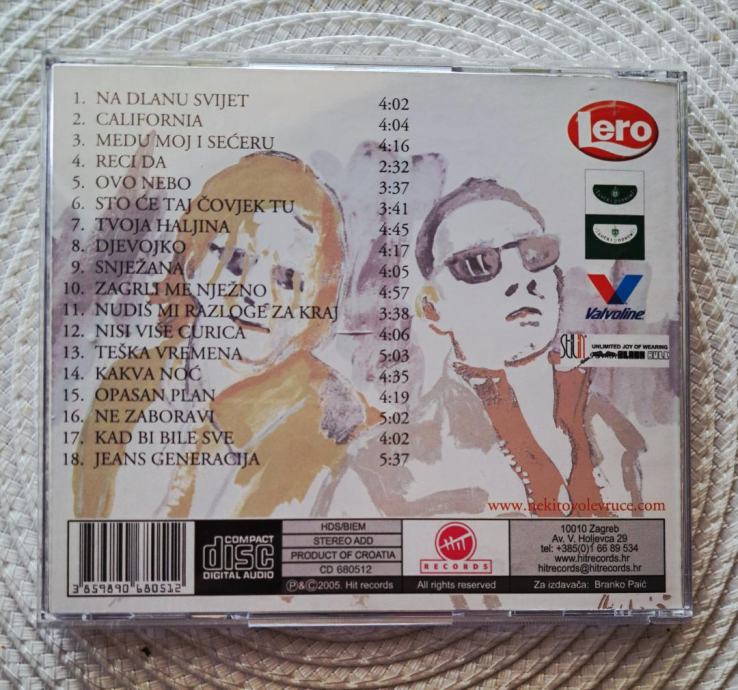 1. NA DLANU SVIJET 4:02
2. CALIFORNIA 4:04
3. MEDU MOJ I SEĆERU 4:16
4. RECI DA 2:32
5. OVO NEBO 3:37
6. STO ĆE TAJ ČOVJEK TU 3:41
7. TVOJA HALJINA 4:45
8. DJEVOJKO 4:17
9. SNJEŽANA 4:05
10. ZAGRLI ME NJEŽNO 4:57
11. NUDIŠ MI RAZLOGE ZA KRAJ 3:38
12. NISI VIŠE CURICA 4:06
13. TEŠKA VREMENA 5:03
14. KAKVA NOĆ 4:35
15. OPASAN PLAN 4:19
16. NE ZABORAVI 5:02
17. KAD BI BILE SVE 4:02
18. JEANS GENERACIJA 5:37
Lero
Valvoline
UNLIMITED JOY OF WEARING
BULL
www.nekitovolevruce.com
3 859890 680512
COMPACT
disc
DIGITAL AUDIO
HDS/BIEM
STEREO ADD
PRODUCT OF CROATIA
CD 680512
Ⓟ&©2005. Hit records
HIT
RECORDS
All rights reserved
10010 Zagreb
Av. V. Holjevca 29
tel: +385(0)1 66 89 534
www.hitrecords.hr
hitrecords@hitrecords.hr
Za izdavača: Branko Paić